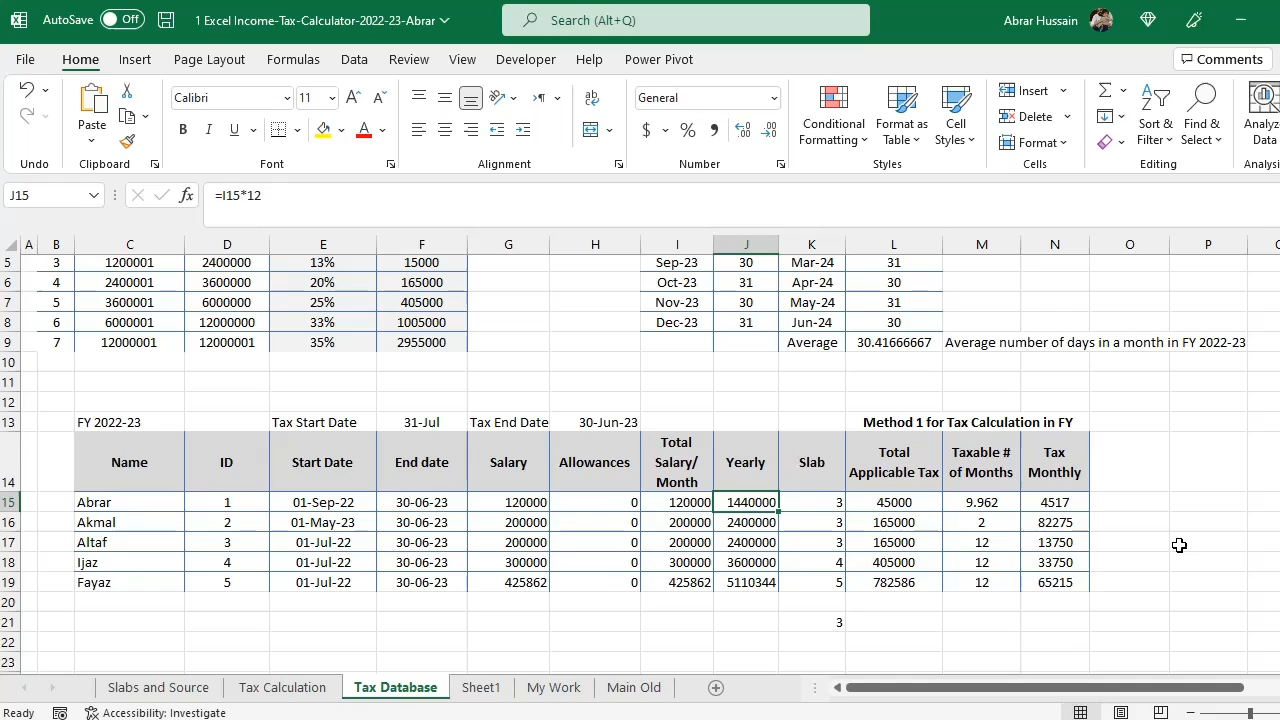 AutoSave Off 1 Excel Income-Tax-Calculator-2022-23-Abrar Search (Alt+Q) Abrar Hussain
File Home Insert Draw Page Layout Formulas Data Review View Developer Help Power Pivot Comments
Calibri 11 General
Paste B I U Conditional Formatting Format as Table Cell Styles Insert Delete Format Sort & Filter Find & Select Analyze Data
Undo Clipboard Font Alignment Number Styles Cells Editing Analysis
J15 fx =I15*12
A B C D E F G H I J K L M N O P
5 3 1200001 2400000 13% 15000 Sep-23 30 Mar-24 31
6 4 2400001 3600000 20% 165000 Oct-23 31 Apr-24 30
7 5 3600001 6000000 25% 405000 Nov-23 30 May-24 31
8 6 6000001 12000000 33% 1005000 Dec-23 31 Jun-24 30
9 7 12000001 12000001 35% 2955000 Average 30.41666667 Average number of days in a month in FY 2022-23
10
11
12
13 FY 2022-23 Tax Start Date 31-Jul Tax End Date 30-Jun-23 Method 1 for Tax Calculation in FY
14 Name ID Start Date End date Salary Allowances Total Salary/ Month Yearly Slab Total Applicable Tax Taxable # of Months Tax Monthly
15 Abrar 1 01-Sep-22 30-06-23 120000 0 120000 1440000 3 45000 9.962 4517
16 Akmal 2 01-May-23 30-06-23 200000 0 200000 2400000 3 165000 2 82275
17 Altaf 3 01-Jul-22 30-06-23 200000 0 200000 2400000 3 165000 12 13750
18 Ijaz 4 01-Jul-22 30-06-23 300000 0 300000 3600000 4 405000 12 33750
19 Fayaz 5 01-Jul-22 30-06-23 425862 0 425862 5110344 5 782586 12 65215
20
21 3
22
23
Slabs and Source Tax Calculation Tax Database Sheet1 My Work Main Old
Ready Accessibility: Investigate